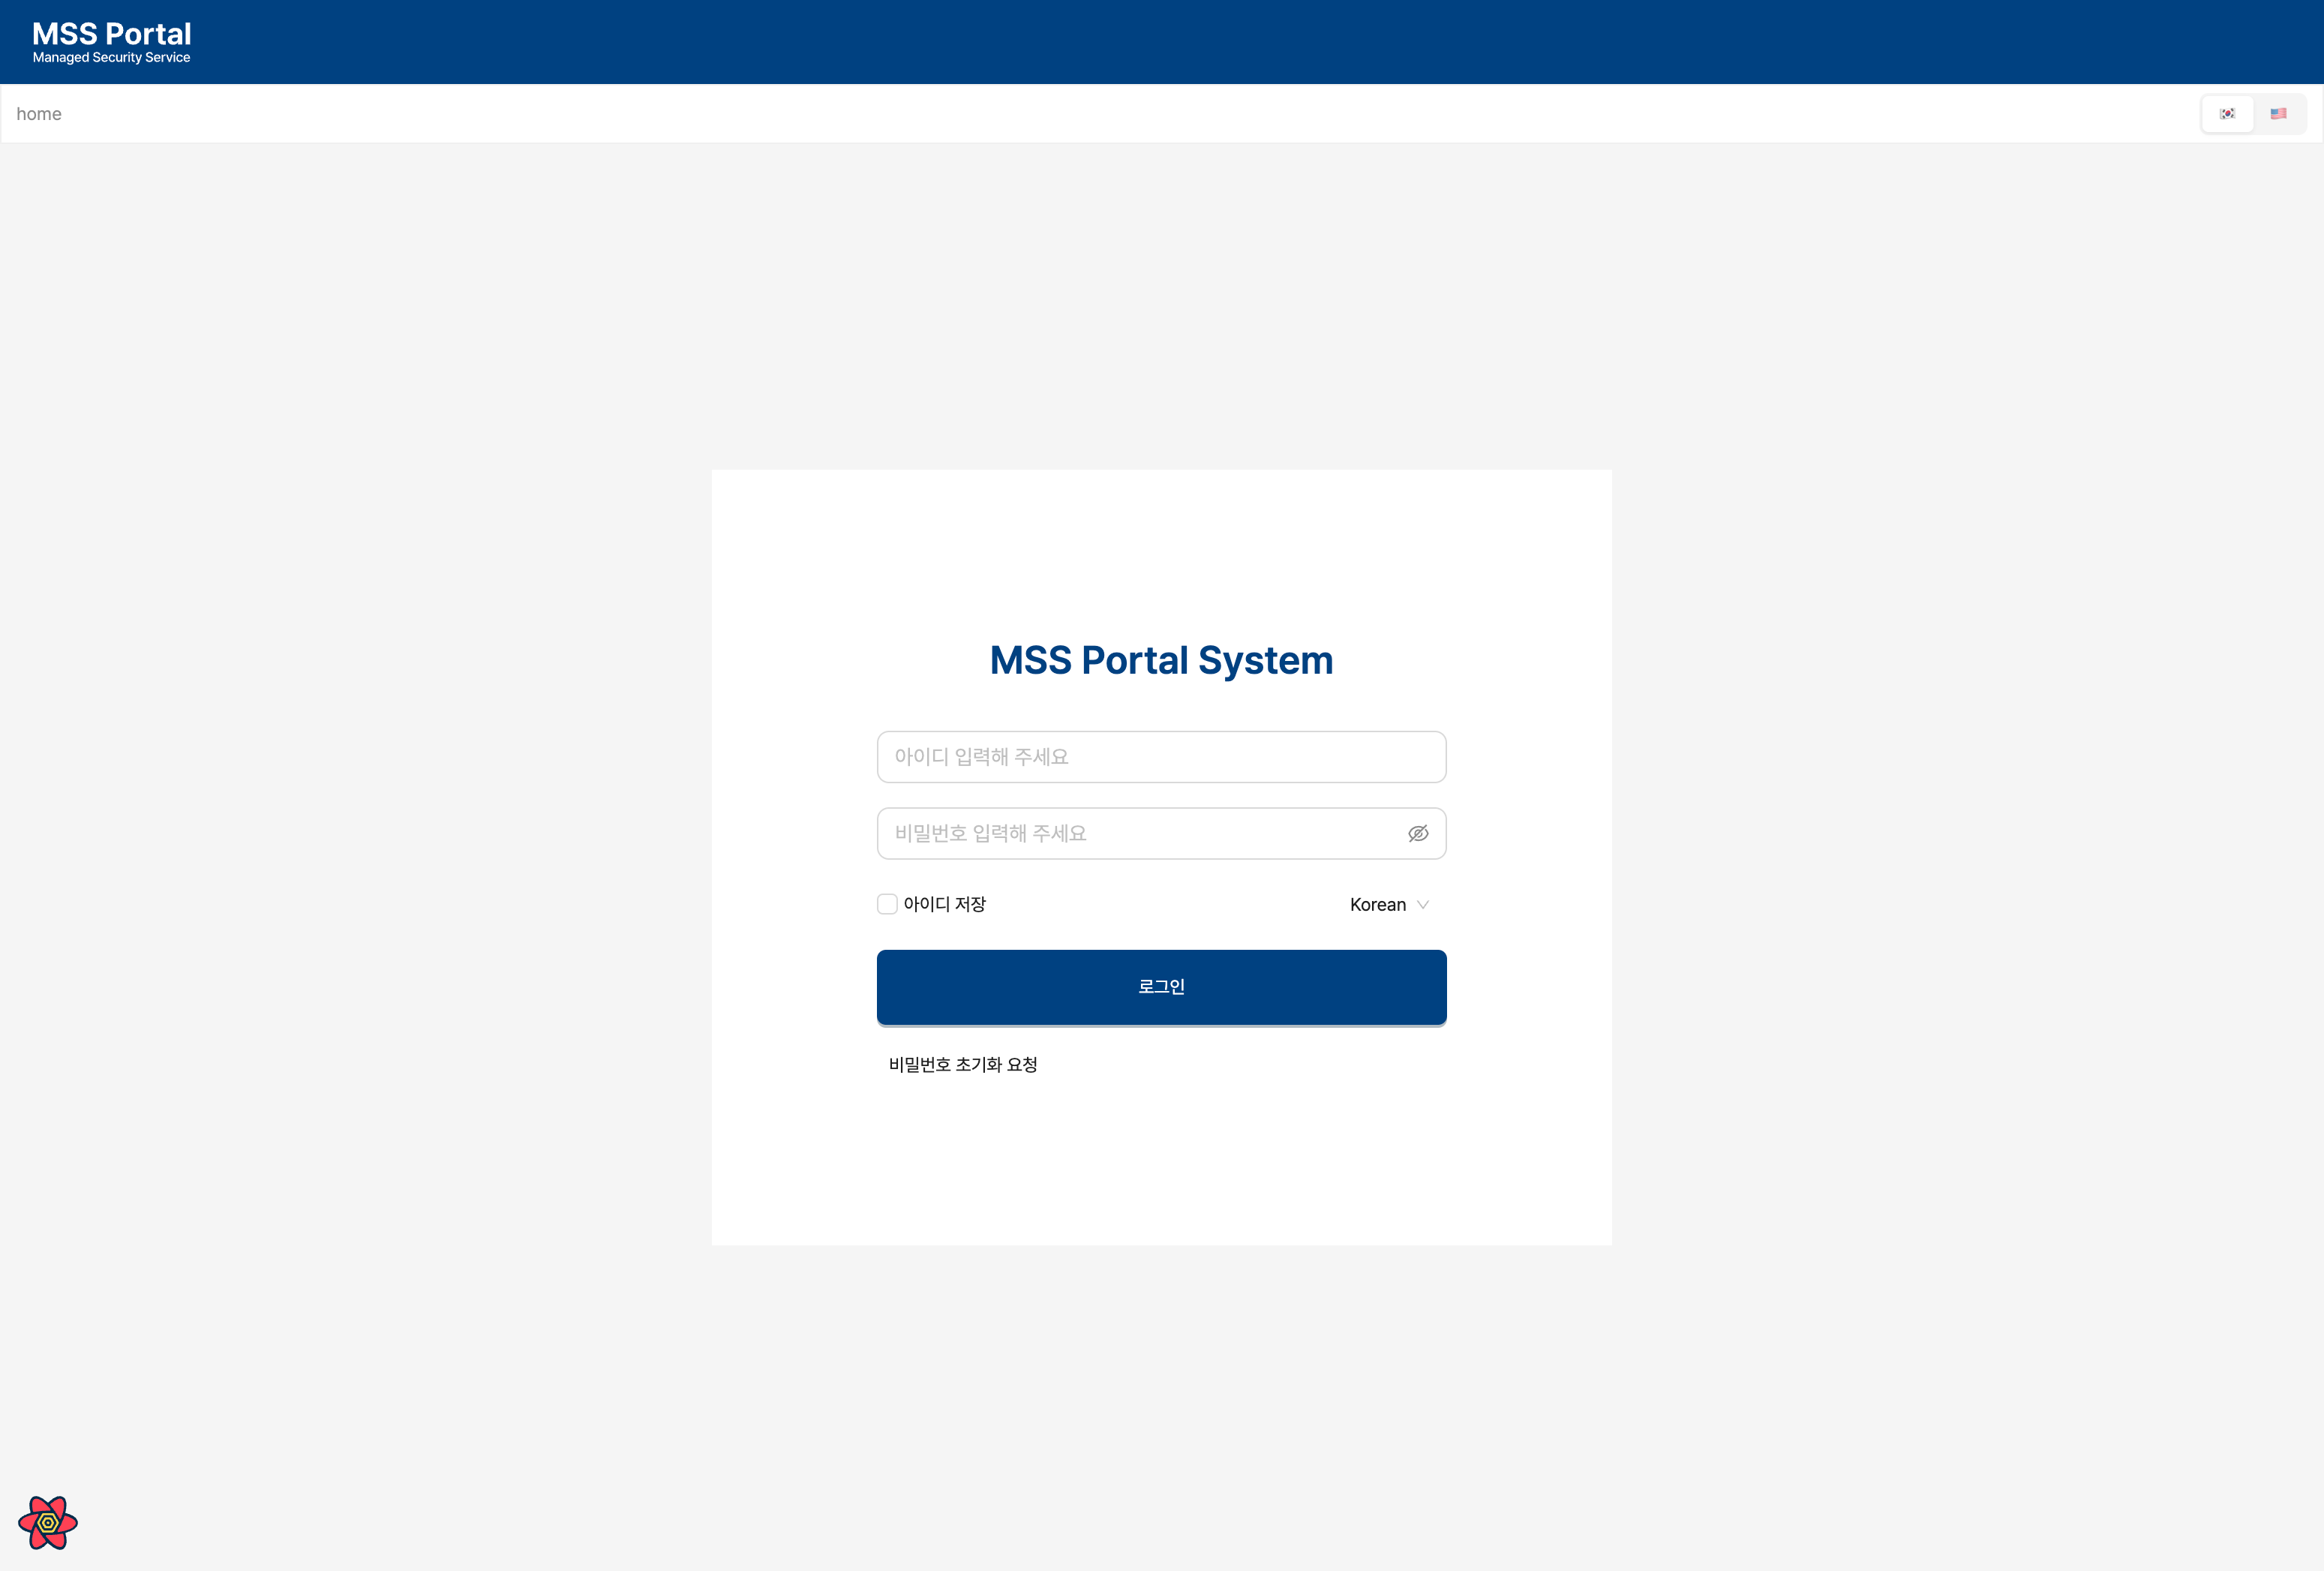 MSS Portal
Managed Security Service
home
MSS Portal System
아이디 입력해 주세요
비밀번호 입력해 주세요
아이디 저장
Korean
로그인
비밀번호 초기화 요청